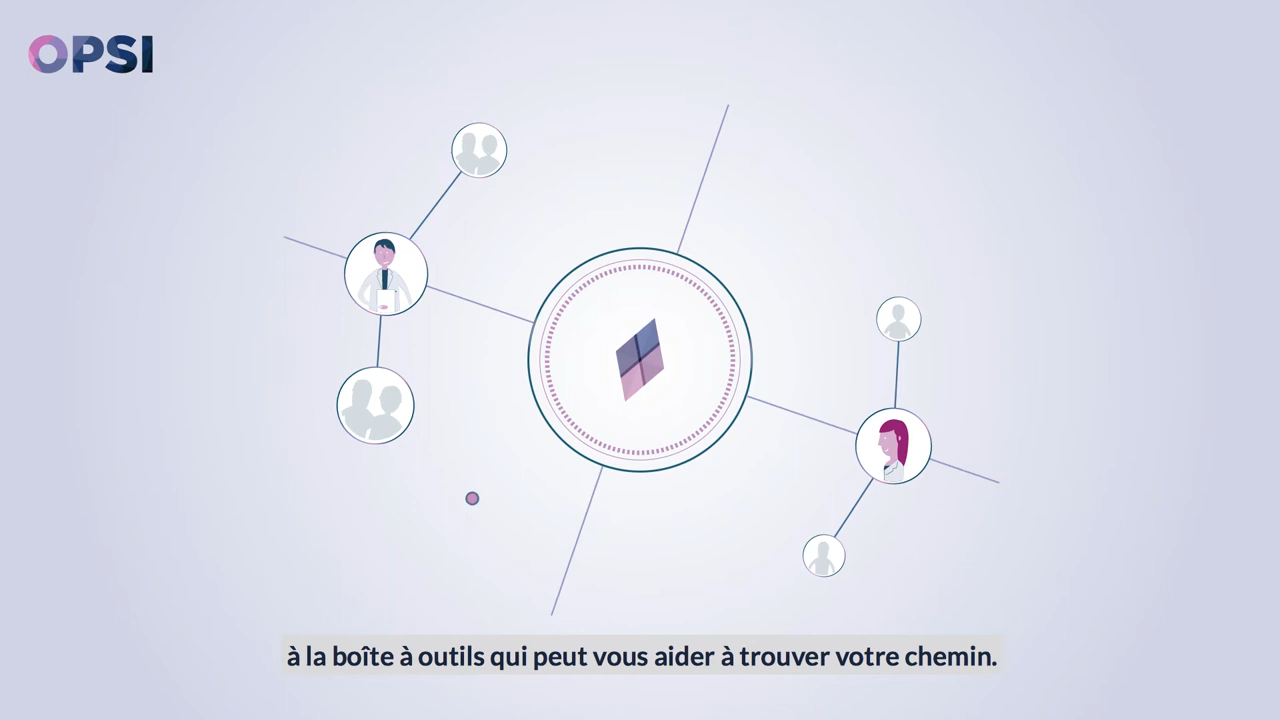 OPSI
à la boîte à outils qui peut vous aider à trouver votre chemin.